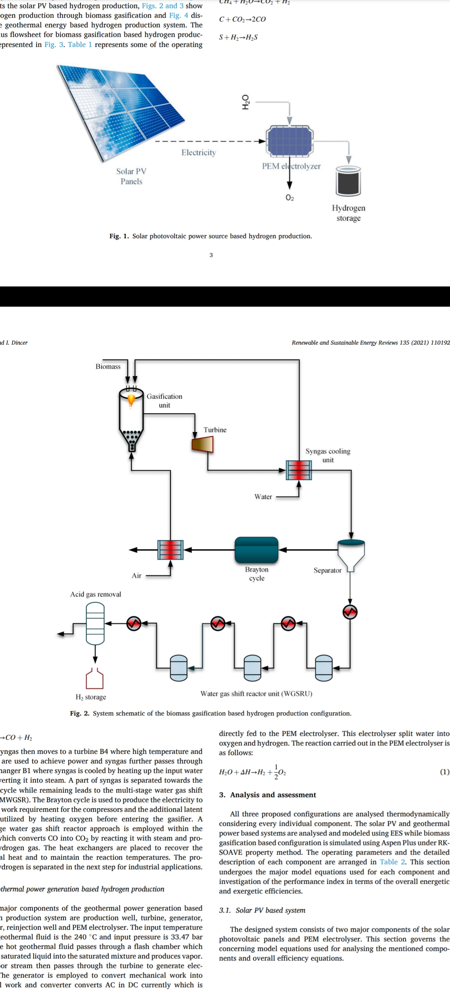 ts the solar PV based hydrogen production, Figs. 2 and 3 show
ogen production through biomass gasification and Fig. 4 dis-
e geothermal energy based hydrogen production system. The
us flowsheet for biomass gasification based hydrogen produc-
epresented in Fig. 3. Table 1 represents some of the operating
CH₄ + H₂O→CO₂ + H₂
C + CO₂→2CO
S + H₂→H₂S
H₂O
Electricity
Solar PV
Panels
PEM electrolyzer
O₂
Hydrogen
storage
Fig. 1. Solar photovoltaic power source based hydrogen production.
3
nd I. Dincer
Renewable and Sustainable Energy Reviews 135 (2021) 110192
Biomass
Gasification
unit
Turbine
Syngas cooling
unit
Water
Brayton
cycle
Separator
Air
Acid gas removal
H₂ storage
Water gas shift reactor unit (WGSRU)
Fig. 2. System schematic of the biomass gasification based hydrogen production configuration.
→CO + H₂
yngas then moves to a turbine B4 where high temperature and
are used to achieve power and syngas further passes through
hanger B1 where syngas is cooled by heating up the input water
verting it into steam. A part of syngas is separated towards the
cycle while remaining leads to the multi-stage water gas shift
MWGSR). The Brayton cycle is used to produce the electricity to
work requirement for the compressors and the additional latent
utilized by heating oxygen before entering the gasifier. A
ge water gas shift reactor approach is employed within the
which converts CO into CO₂ by reacting it with steam and pro-
ydrogen gas. The heat exchangers are placed to recover the
al heat and to maintain the reaction temperatures. The pro-
ydrogen is separated in the next step for industrial applications.
othermal power generation based hydrogen production
major components of the geothermal power generation based
n production system are production well, turbine, generator,
r, reinjection well and PEM electrolyser. The input temperature
eothermal fluid is the 240 °C and input pressure is 33.47 bar
e hot geothermal fluid passes through a flash chamber which
saturated liquid into the saturated mixture and produces vapor.
or stream then passes through the turbine to generate elec-
The generator is employed to convert mechanical work into
l work and converter converts AC in DC currently which is
directly fed to the PEM electrolyser. This electrolyser split water into
oxygen and hydrogen. The reaction carried out in the PEM electrolyser is
as follows:
H₂O + ΔH→H₂ + 1/2 O₂ (1)
3. Analysis and assessment
All three proposed configurations are analysed thermodynamically
considering every individual component. The solar PV and geothermal
power based systems are analysed and modeled using EES while biomass
gasification based configuration is simulated using Aspen Plus under RK-
SOAVE property method. The operating parameters and the detailed
description of each component are arranged in Table 2. This section
undergoes the major model equations used for each component and
investigation of the performance index in terms of the overall energetic
and exergetic efficiencies.
3.1. Solar PV based system
The designed system consists of two major components of the solar
photovoltaic panels and PEM electrolyser. This section governs the
concerning model equations used for analysing the mentioned compo-
nents and overall efficiency equations.